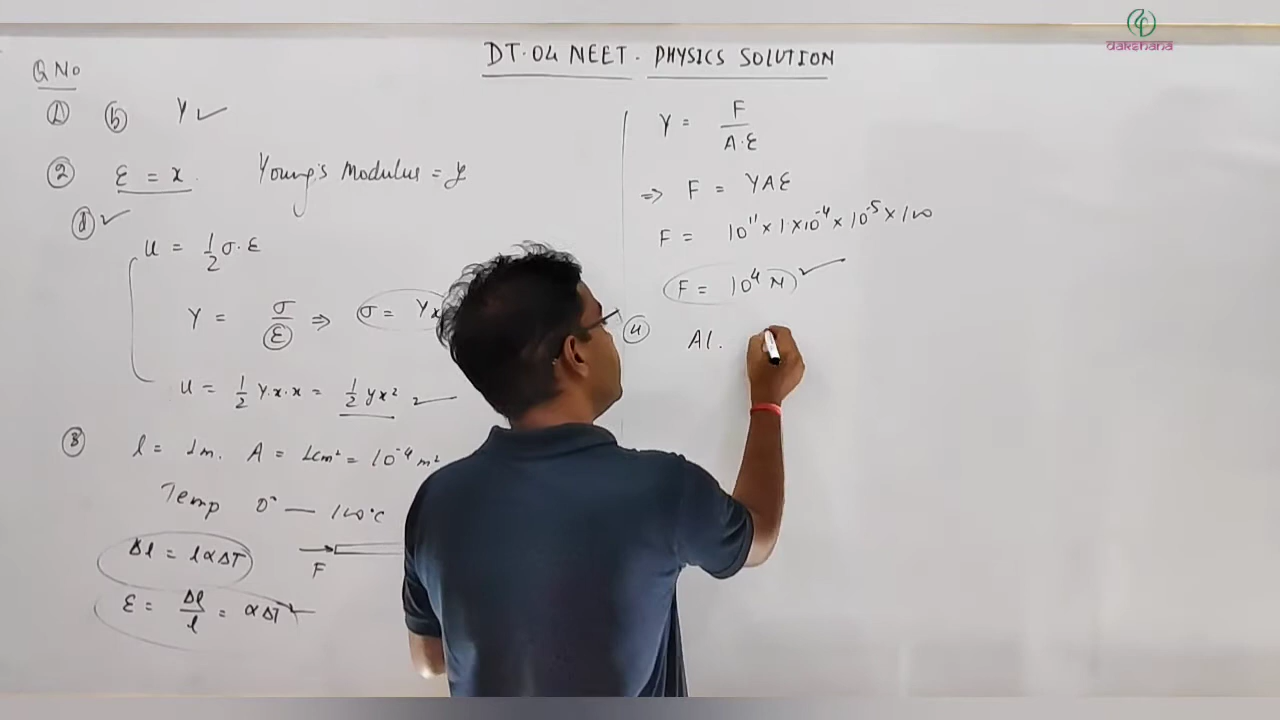 Dakshana
DT.04 NEET. PHYSICS SOLUTION
Q No
① ⓑ Y ✓
② ε = x. Young's Modulus = y
ⓓ ✓
u = 1/2 σ.ε
Y = σ/ε ⇒ σ = Yx
u = 1/2 Y.x.x = 1/2 yx² ✓
③ l = 1m. A = 1cm² = 10⁻⁴ m²
Temp 0° — 100°C
Δl = lαΔT
F
ε = Δl/l = αΔT
Y = F/A.ε
⇒ F = YAε
F = 10¹¹ × 1 × 10⁻⁴ × 10⁻⁵ × 100
F = 10⁴ N ✓
④ Al.